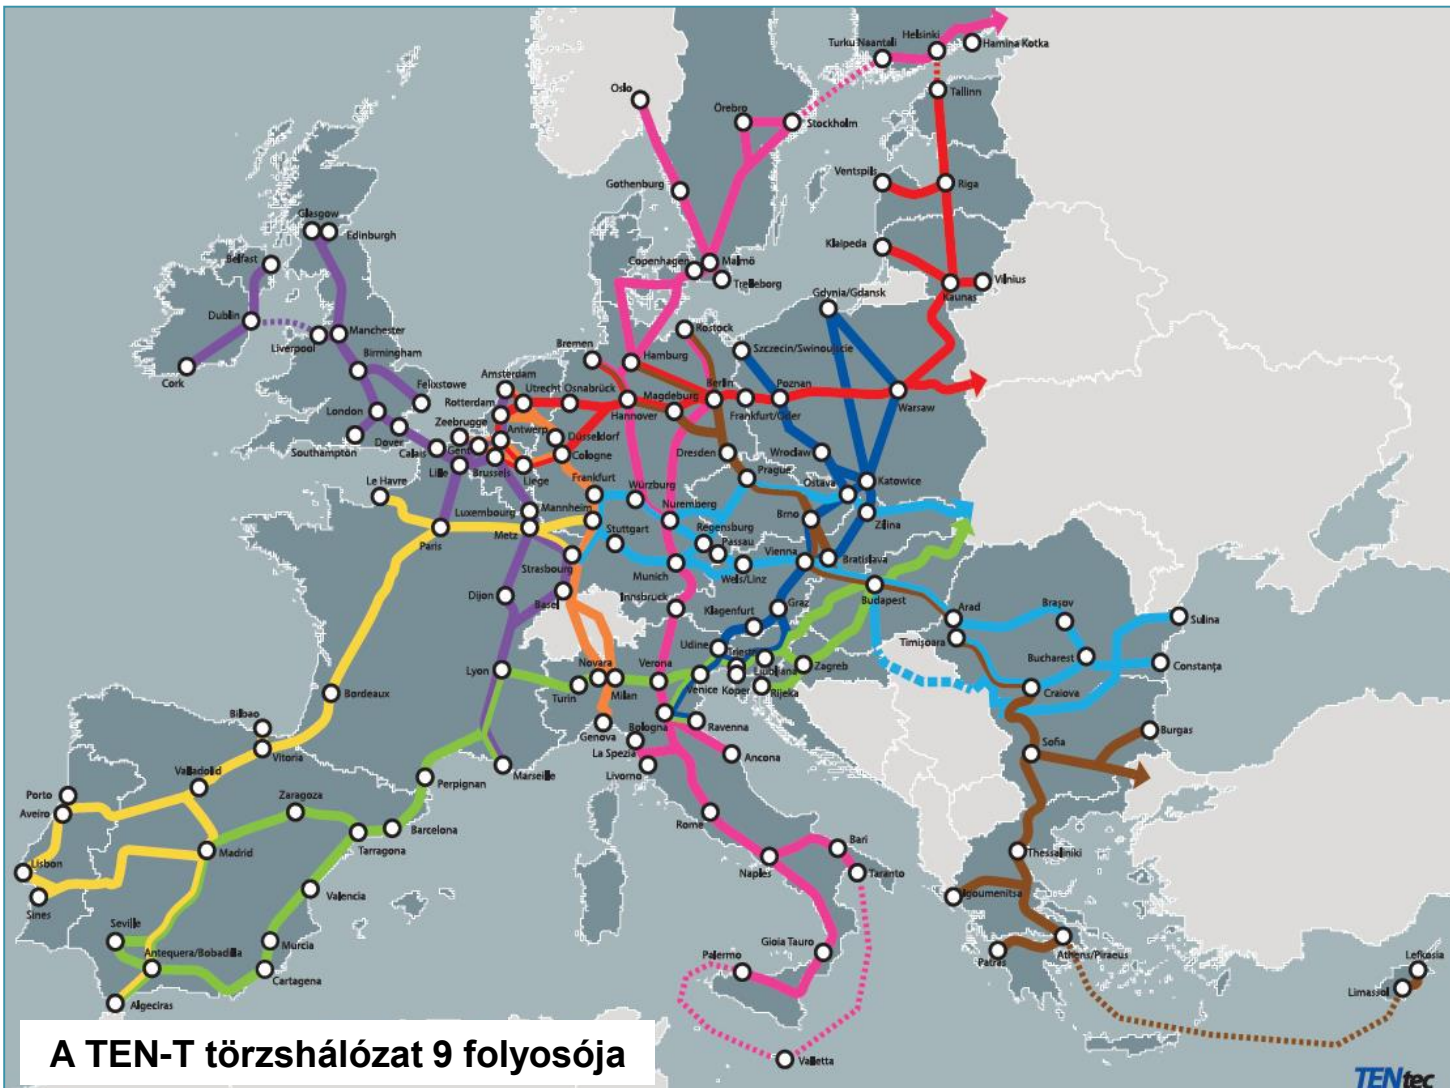 Turku Naantali
Helsinki
Hamina Kotka
Oslo
Örebro
Stockholm
Tallinn
Gothenburg
Ventspils
Riga
Glasgow
Edinburgh
Belfast
Klaipeda
Copenhagen
Malmö
Trelleborg
Kaunas
Vilnius
Gdynia/Gdansk
Dublin
Liverpool
Manchester
Birmingham
Cork
Rostock
Bremen
Hamburg
Szczecin/Swinoujscie
Felixstowe
Amsterdam
Utrecht
Osnabrück
Magdeburg
Berlin
Poznan
London
Rotterdam
Hannover
Frankfurt/Oder
Warsaw
Zeebrugge
Antwerp
Düsseldorf
Southampton
Dover
Calais
Gent
Cologne
Dresden
Wroclaw
Lille
Brussels
Liege
Frankfurt
Prague
Katowice
Le Havre
Würzburg
Ostava
Luxembourg
Mannheim
Nuremberg
Brno
Zilina
Paris
Metz
Stuttgart
Regensburg
Passau
Vienna
Bratislava
Strasbourg
Munich
Wels/Linz
Dijon
Basel
Innsbruck
Klagenfurt
Graz
Budapest
Arad
Braşov
Sulina
Timişoara
Udine
Trieste
Ljubljana
Zagreb
Bucharest
Constanţa
Lyon
Novara
Verona
Turin
Milan
Venice
Koper
Rijeka
Craiova
Bordeaux
Genova
Bologna
Ravenna
Bilbao
Vitoria
La Spezia
Livorno
Ancona
Sofia
Burgas
Marseille
Valladolid
Perpignan
Porto
Aveiro
Zaragoza
Barcelona
Tarragona
Rome
Madrid
Bari
Thessaliniki
Lisbon
Naples
Taranto
Sines
Valencia
Igoumenitsa
Seville
Murcia
Gioia Tauro
Antequera/Bobadilla
Palermo
Patras
Athens/Piraeus
Lefkosia
Cartagena
Limassol
Algeciras
Valletta
A TEN-T törzshálózat 9 folyosója
TENtec